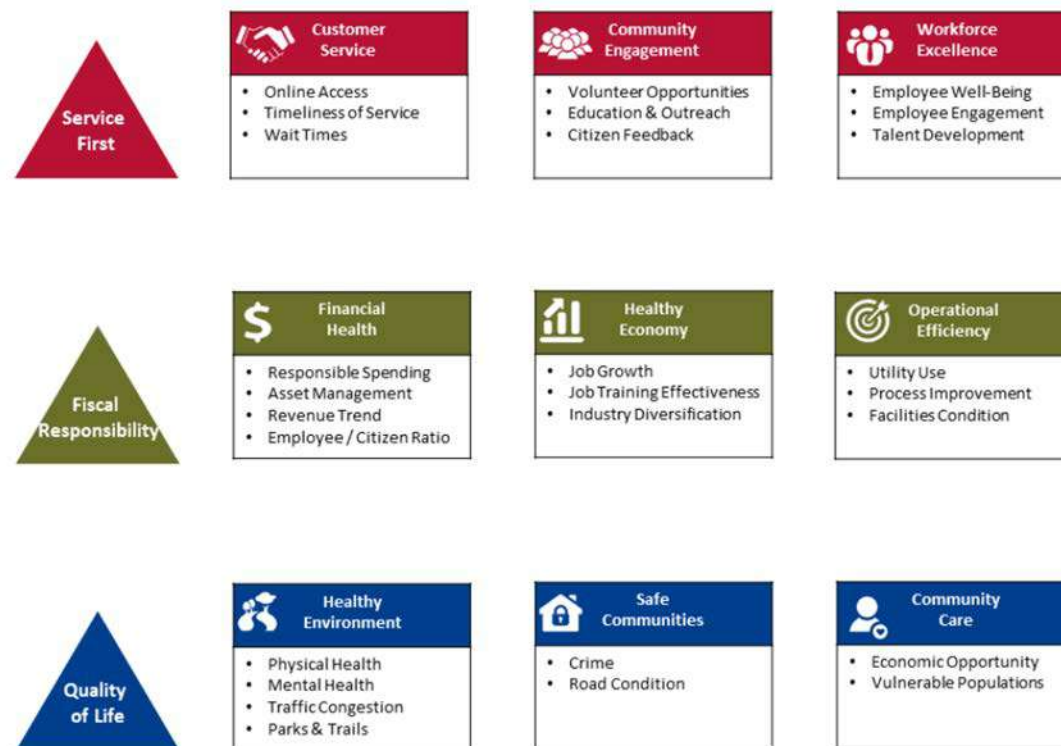 Service
First
Customer
Service
• Online Access
• Timeliness of Service
• Wait Times
Community
Engagement
• Volunteer Opportunities
• Education & Outreach
• Citizen Feedback
Workforce
Excellence
• Employee Well-Being
• Employee Engagement
• Talent Development
Fiscal
Responsibility
$
Financial
Health
• Responsible Spending
• Asset Management
• Revenue Trend
• Employee / Citizen Ratio
Healthy
Economy
• Job Growth
• Job Training Effectiveness
• Industry Diversification
Operational
Efficiency
• Utility Use
• Process Improvement
• Facilities Condition
Quality
of Life
Healthy
Environment
• Physical Health
• Mental Health
• Traffic Congestion
• Parks & Trails
Safe
Communities
• Crime
• Road Condition
Community
Care
• Economic Opportunity
• Vulnerable Populations